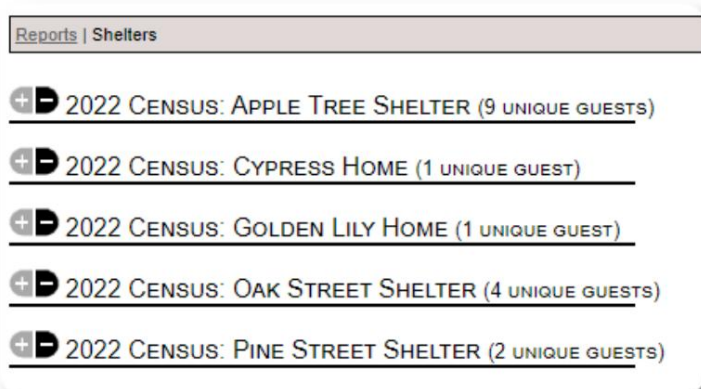 Reports | Shelters
2022 Census: Apple Tree Shelter (9 unique guests)
2022 Census: Cypress Home (1 unique guest)
2022 Census: Golden Lily Home (1 unique guest)
2022 Census: Oak Street Shelter (4 unique guests)
2022 Census: Pine Street Shelter (2 unique guests)